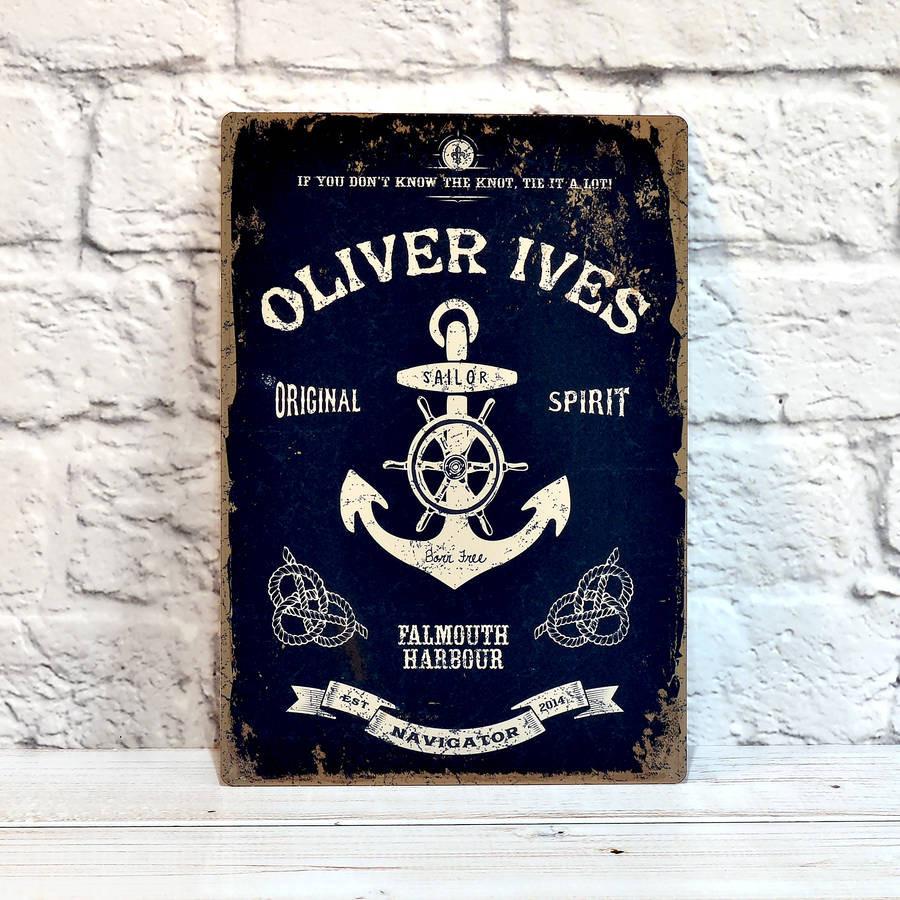 IF YOU DON'T KNOW THE KNOT, TIE IT A LOT!
OLIVER IVES
SAILOR
ORIGINAL SPIRIT
Born Free
FALMOUTH
HARBOUR
EST 2014
NAVIGATOR